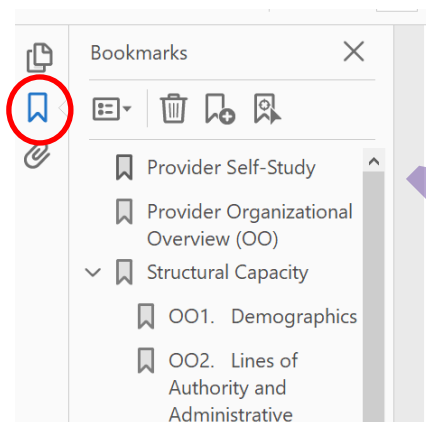 Bookmarks
Provider Self-Study
Provider Organizational
Overview (OO)
Structural Capacity
OO1. Demographics
OO2. Lines of
Authority and
Administrative